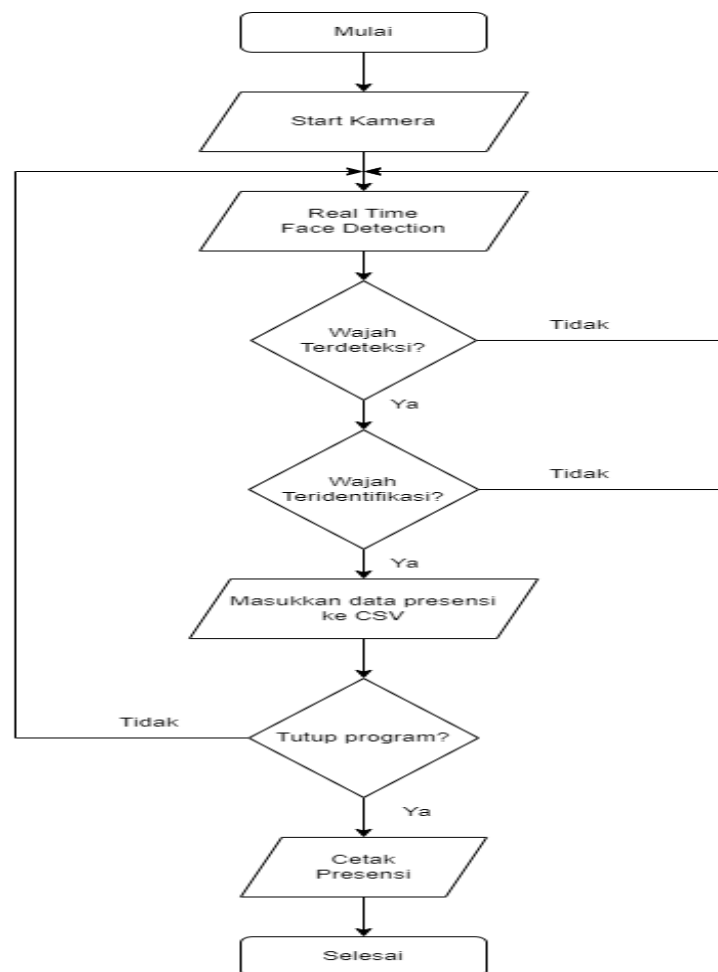 Mulai
Start Kamera
Real Time
Face Detection
Wajah
Terdeteksi?
Tidak
Ya
Wajah
Teridentifikasi?
Tidak
Ya
Masukkan data presensi
ke CSV
Tutup program?
Tidak
Ya
Cetak
Presensi
Selesai